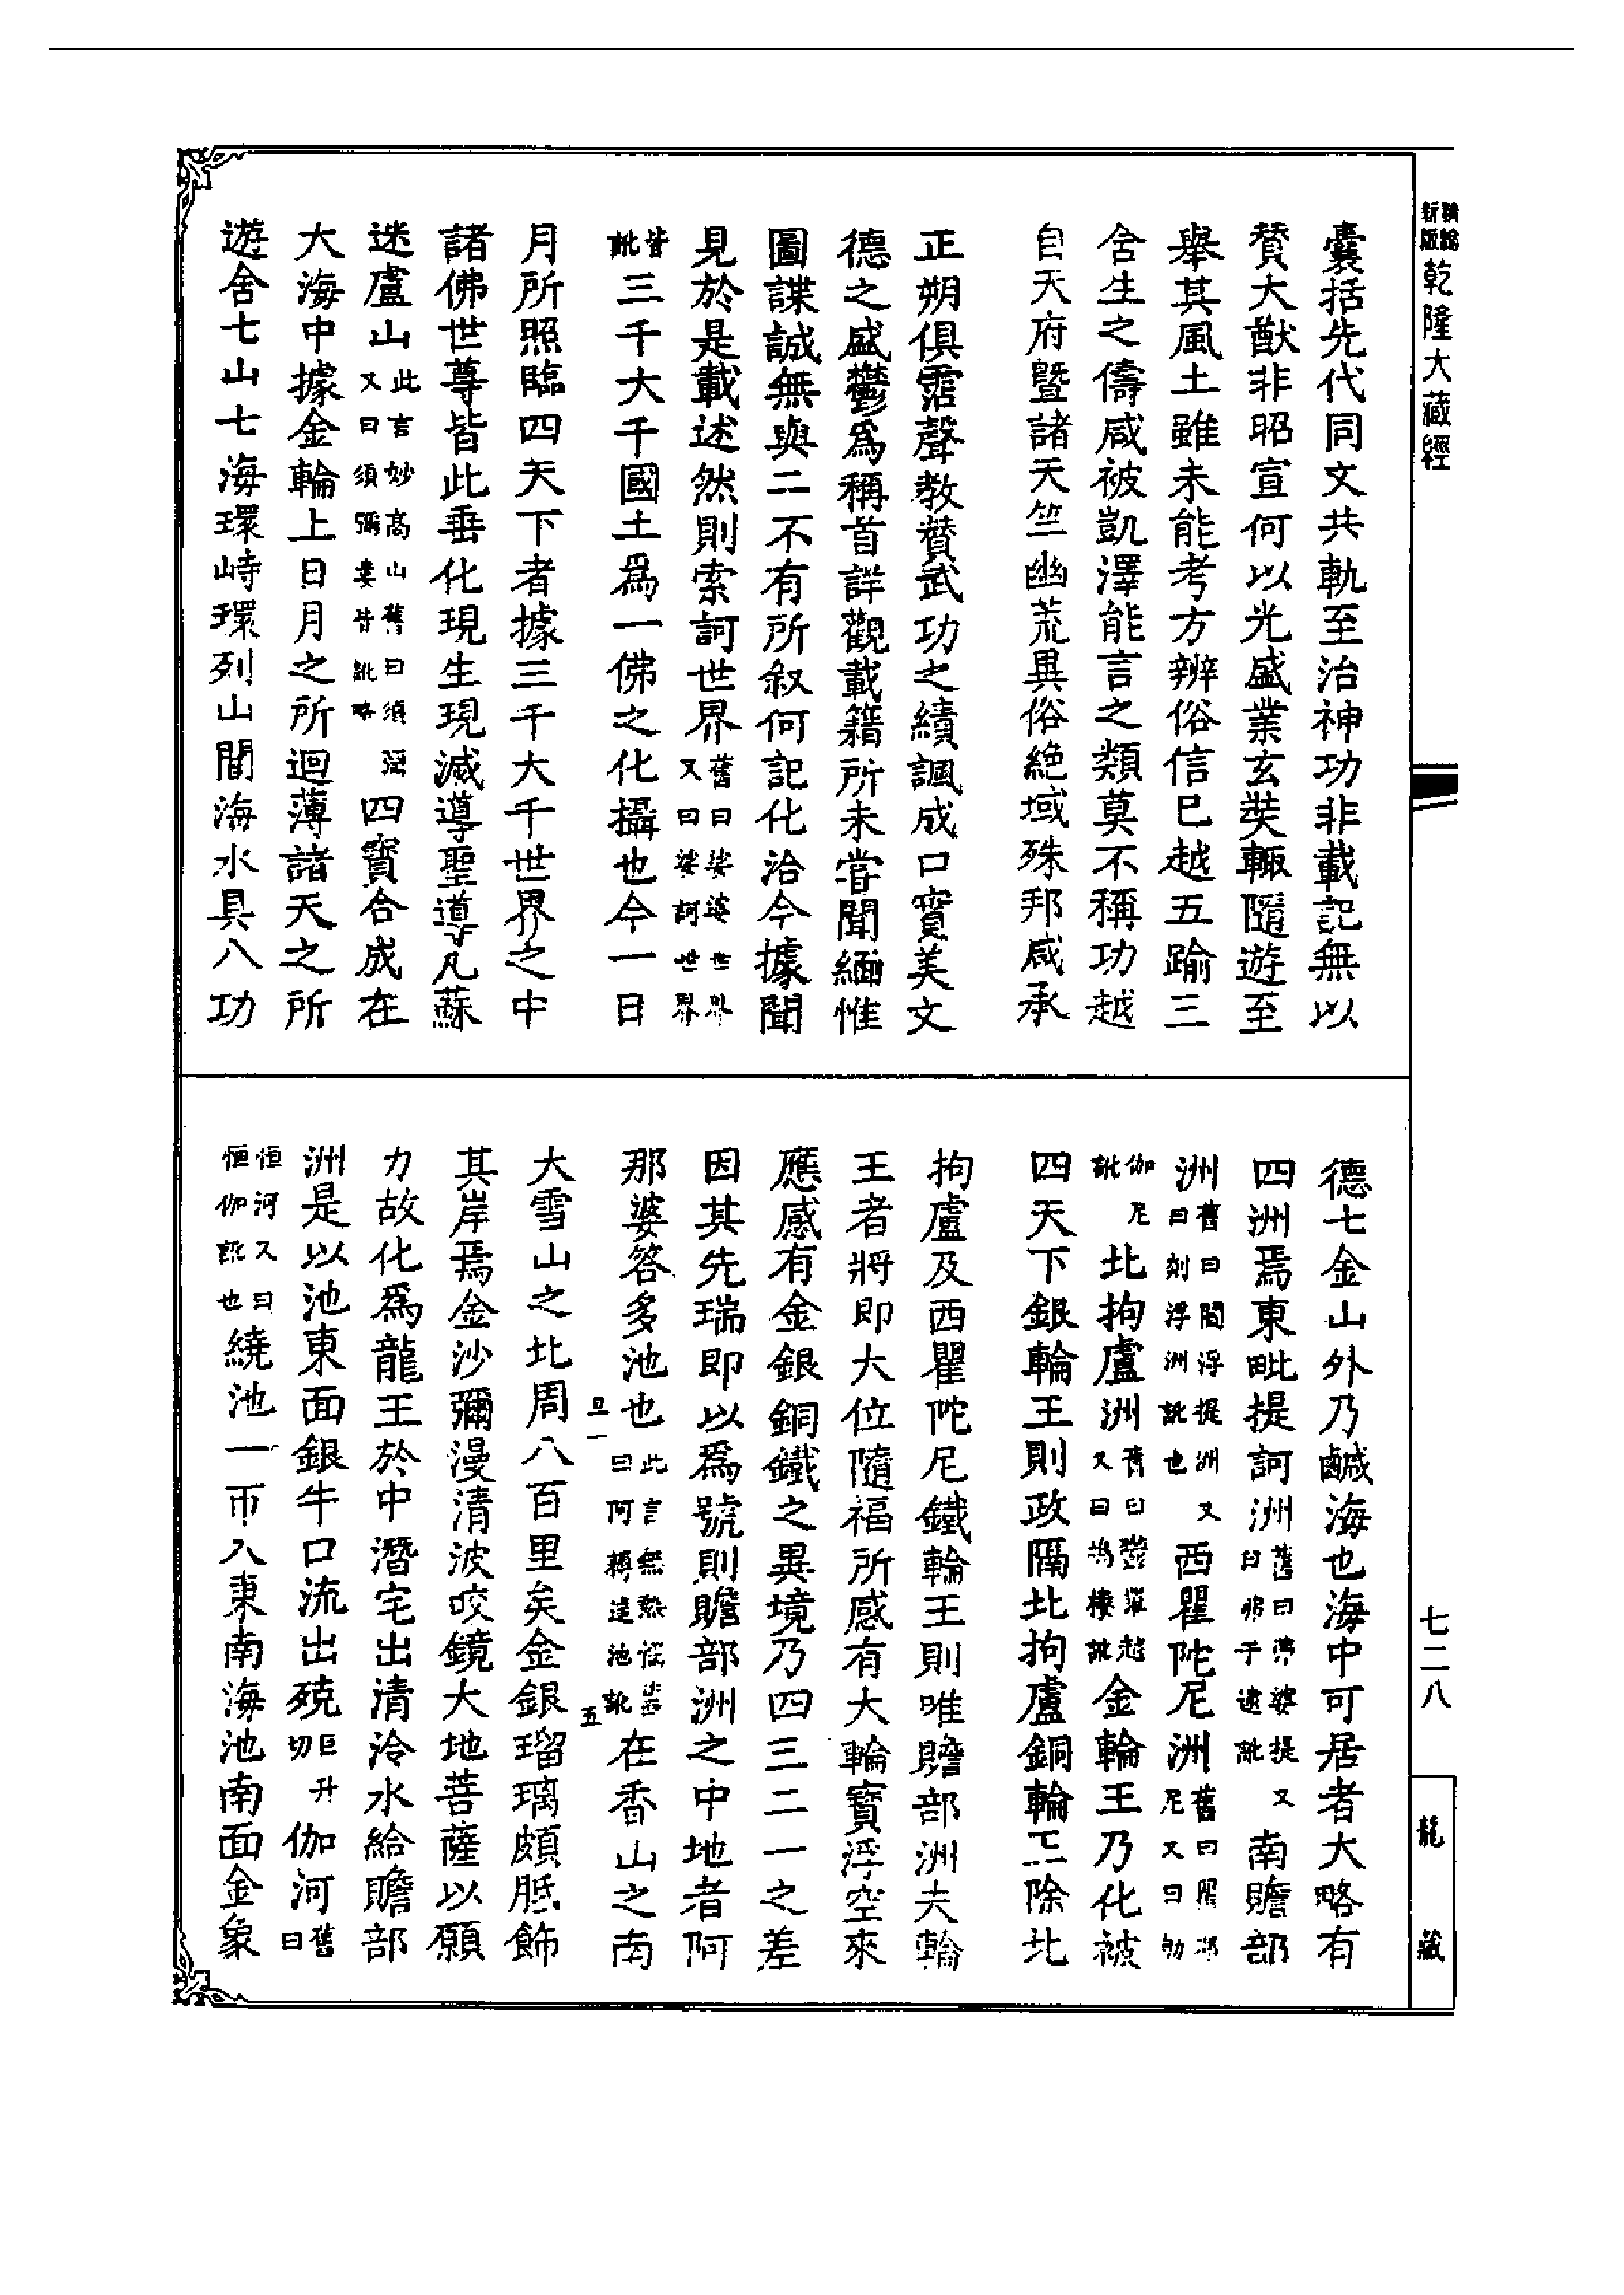 新編
新版
乾隆大藏經
囊括先代同文共軌至治神功非載記無以
贊大猷非昭宣何以光盛業玄奘輒隨遊至
舉其風土雖未能考方辨俗信已越五踰三
含生之儔咸被凱澤能言之類莫不稱功越
自天府暨諸天竺幽荒異俗絕域殊邦咸承
正朔俱霑聲教贊武功之績諷成口實美文
德之盛鬱為稱首詳觀載籍所未嘗聞緬惟
圖諜誠無與二不有所叙何記化洽今據聞
見於是載述然則索訶世界舊曰娑婆世界又曰娑訶世界
皆訛三千大千國土為一佛之化攝也今一日
月所照臨四天下者據三千大千世界之中
諸佛世尊皆此垂化現生現滅導聖導凡蘇
迷盧山此言妙高山舊曰須彌又曰須彌婁皆訛略四寶合成在
大海中據金輪上日月之所迴薄諸天之所
遊舍七山七海環峙環列山間海水具八功
德七金山外乃鹹海也海中可居者大略有
四洲焉東毗提訶洲舊曰弗婆提又曰弗于逮訛南贍部
洲舊曰閻浮提洲又曰剡浮洲訛也西瞿陀尼洲舊曰瞿耶尼又曰劬
伽尼訛北拘盧洲舊曰鬱單越又曰鳩樓訛金輪王乃化被
四天下銀輪王則政隔北拘盧銅輪王除北
拘盧及西瞿陀尼鐵輪王則唯贍部洲夫輪
王者將即大位隨福所感有大輪寶浮空來
應感有金銀銅鐵之異境乃四三二一之差
因其先瑞即以為號則贍部洲之中地者阿
那婆答多池也此言無熱惱舊曰阿耨達池訛在香山之南
旦一
五
大雪山之北周八百里矣金銀瑠璃頗胝飾
其岸焉金沙彌漫清波皎鏡大地菩薩以願
力故化為龍王於中潛宅出清泠水給贍部
洲是以池東面銀牛口流出殑巨升切伽河舊曰
恒河又曰恒伽訛也繞池一帀入東南海池南面金象
七二八
龍藏